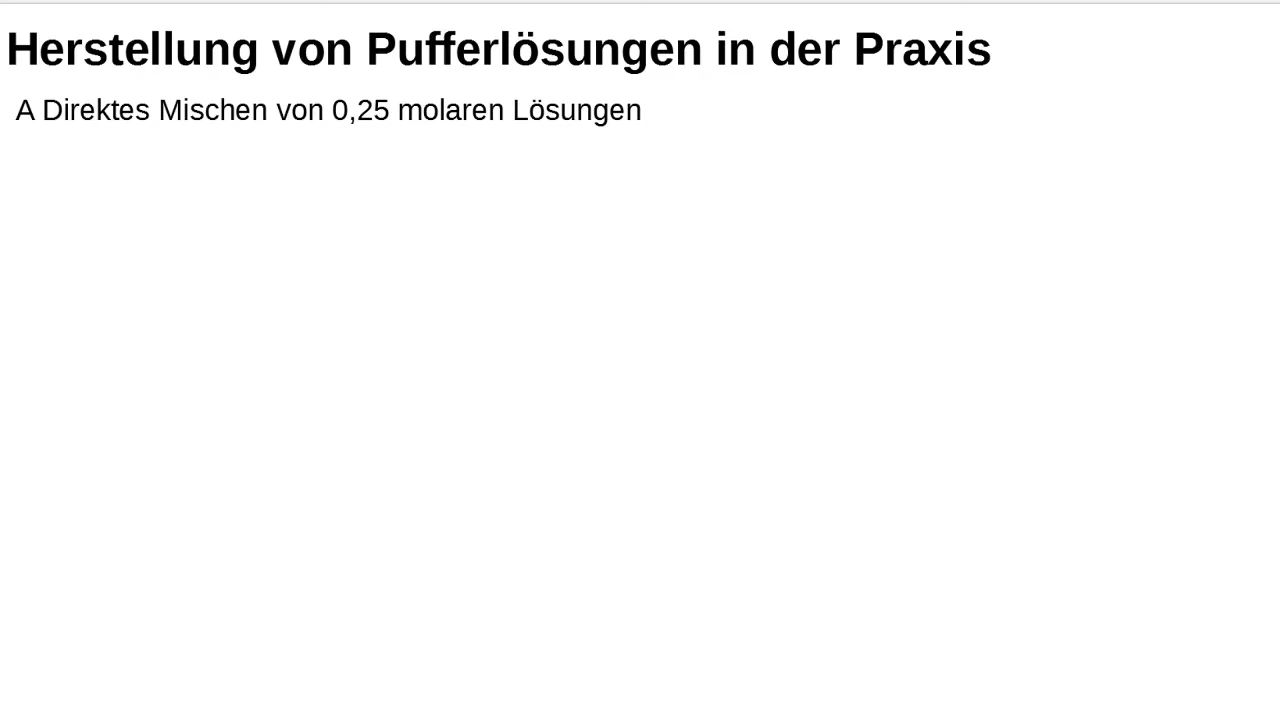 Herstellung von Pufferlösungen in der Praxis
A Direktes Mischen von 0,25 molaren Lösungen